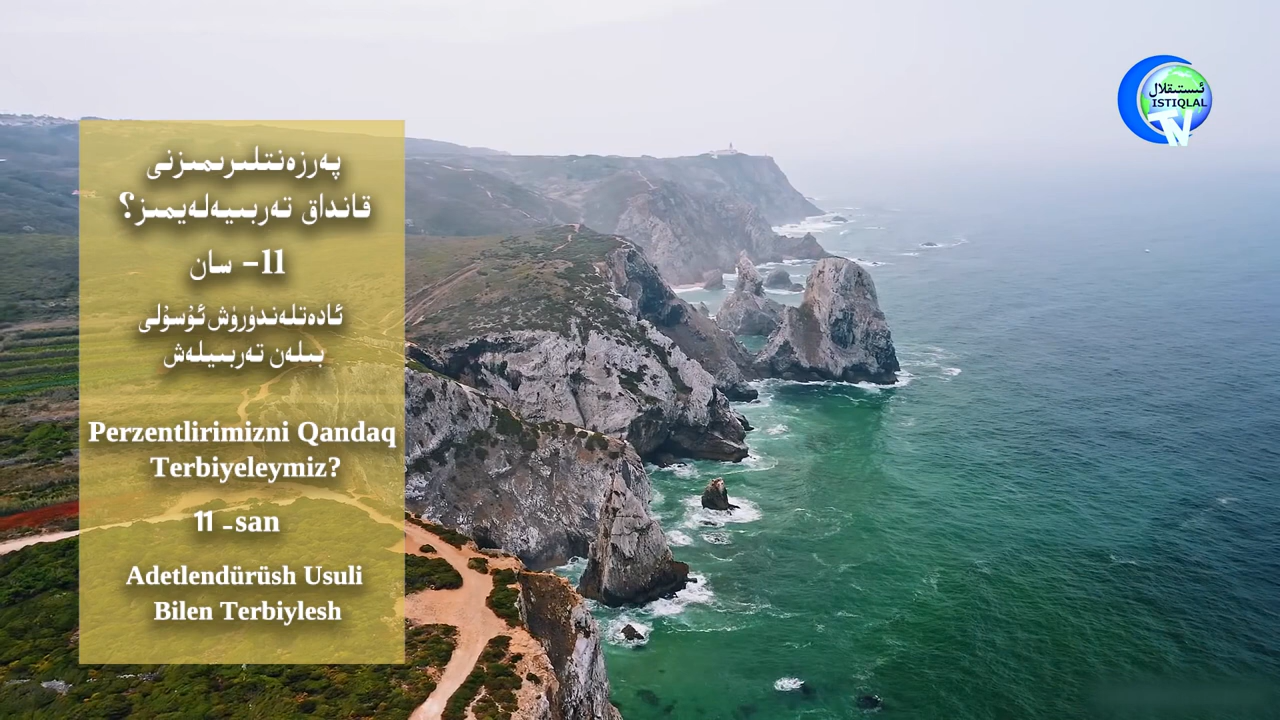 پەرزەنتلىرىمىزنى
قانداق تەربىيەلەيمىز؟
11- سان
ئادەتلەندۈرۈش ئۇسۇلى
بىلەن تەربىيلەش
Perzentlirimizni Qandaq
Terbiyeleymiz?
11 - san
Adetlendürüsh Usuli
Bilen Terbiylesh
ئىستىقلال
ISTIQLAL
TV